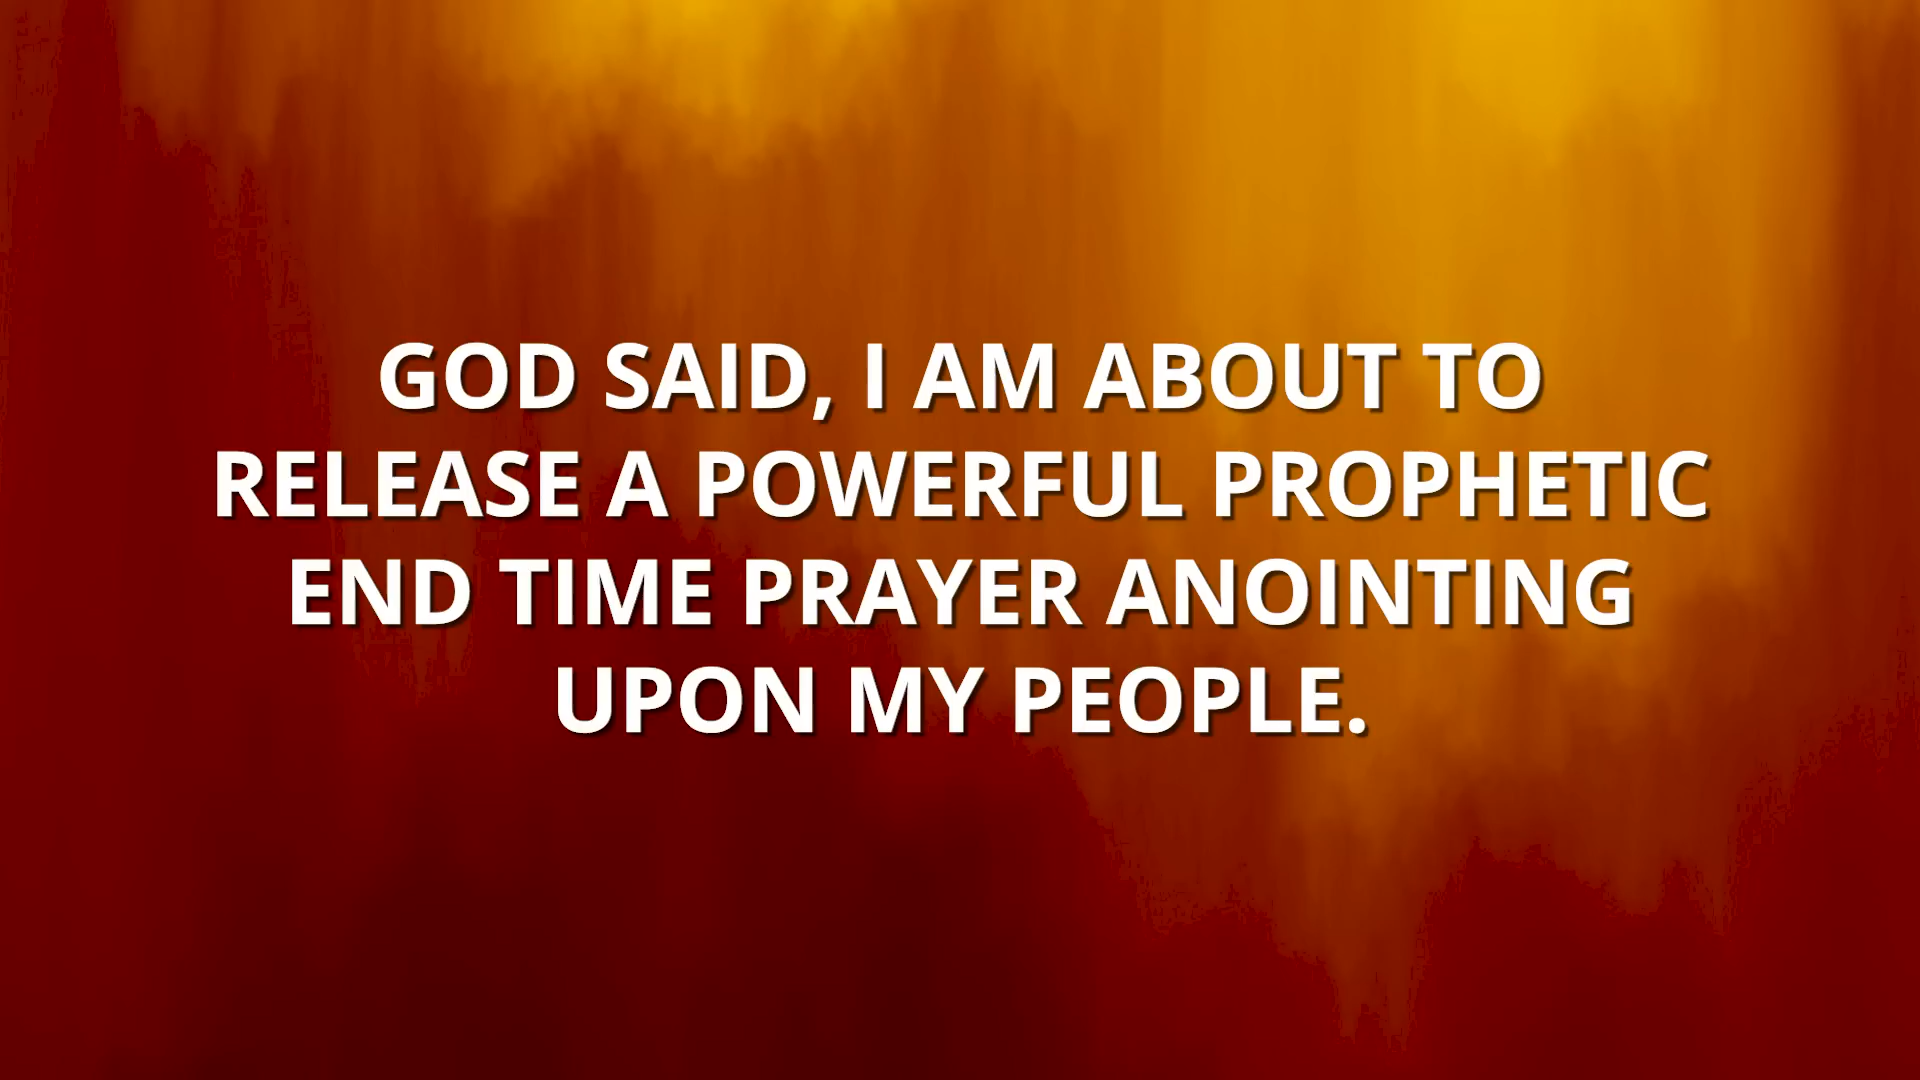 GOD SAID, I AM ABOUT TO
RELEASE A POWERFUL PROPHETIC
END TIME PRAYER ANOINTING
UPON MY PEOPLE.